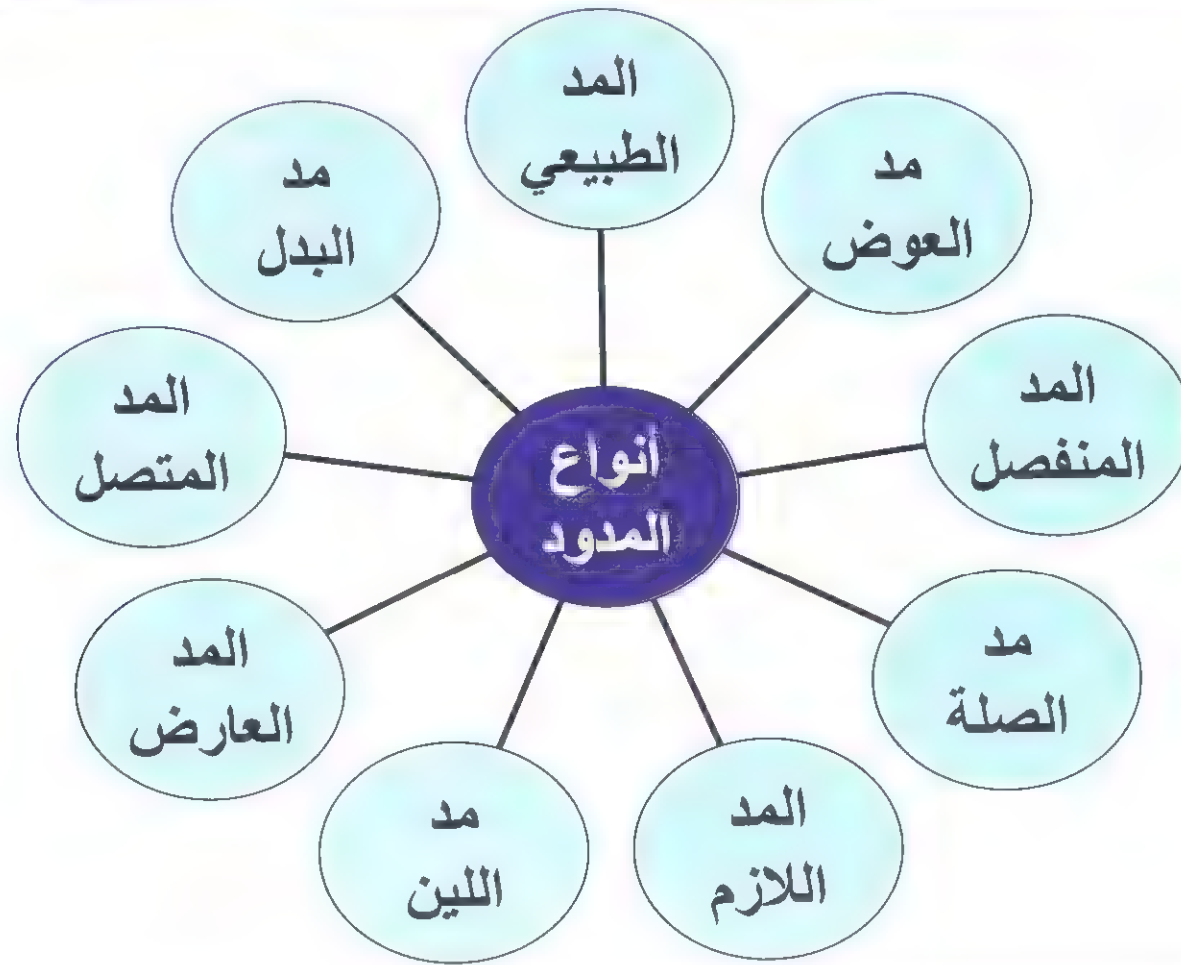 أنواع
المدود
المد
الطبيعي
مد
العوض
المد
المنفصل
مد
الصلة
المد
اللازم
مد
اللين
المد
العارض
المد
المتصل
مد
البدل